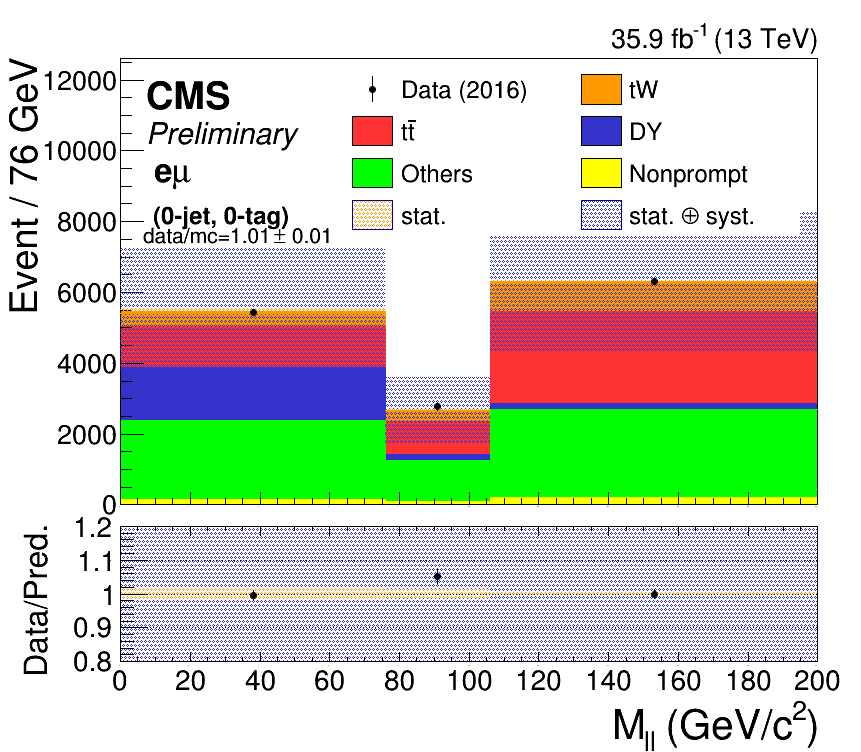 35.9 fb⁻¹ (13 TeV)
Event / 76 GeV
12000
10000
8000
6000
4000
2000
0
CMS
Preliminary
eμ
(0-jet, 0-tag)
data/mc=1.01± 0.01
Data (2016)
tW
tt̄
DY
Others
Nonprompt
stat.
stat. ⊕ syst.
Data/Pred.
1.2
1.1
1
0.9
0.8
0 20 40 60 80 100 120 140 160 180 200
M_ll (GeV/c²)